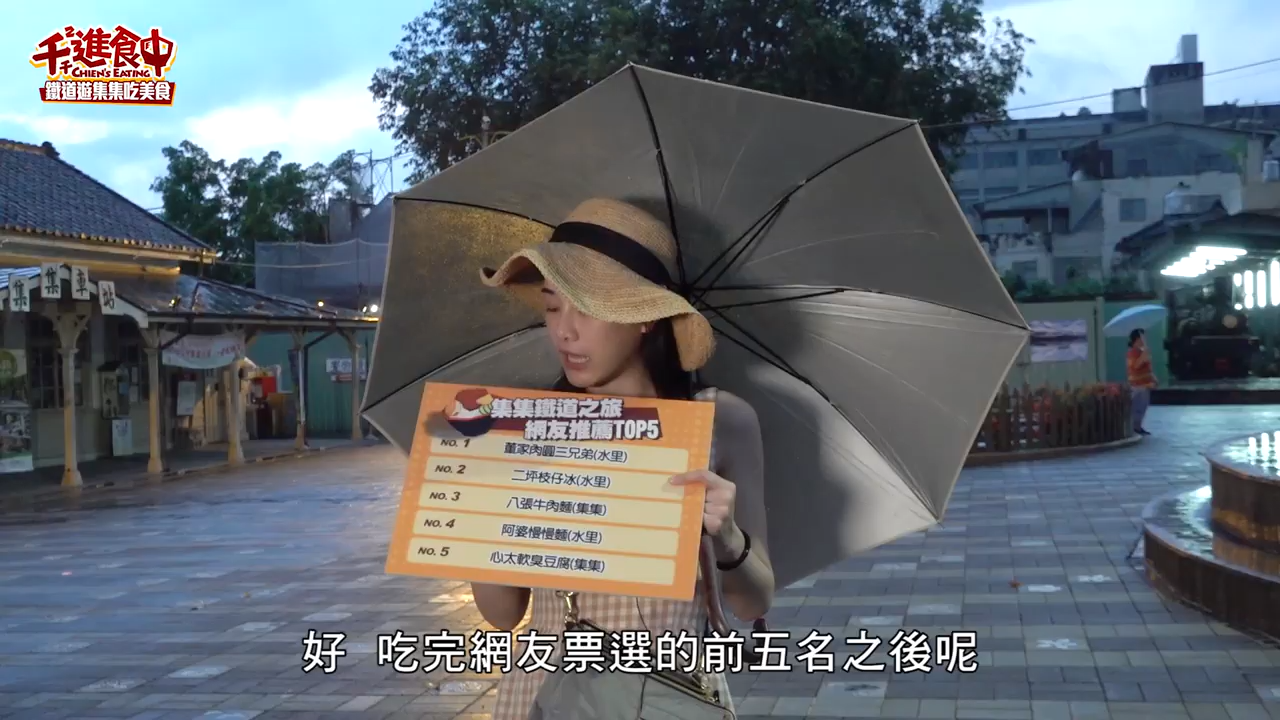 千千進食中
CHIEN'S EATING
鐵道遊集集吃美食
集集車站
集集鐵道之旅
網友推薦TOP5
NO. 1 董家肉圓三兄弟(水里)
NO. 2 二坪枝仔冰(水里)
NO. 3 八張牛肉麵(集集)
NO. 4 阿婆慢慢麵(水里)
NO. 5 心太軟臭豆腐(集集)
好 吃完網友票選的前五名之後呢